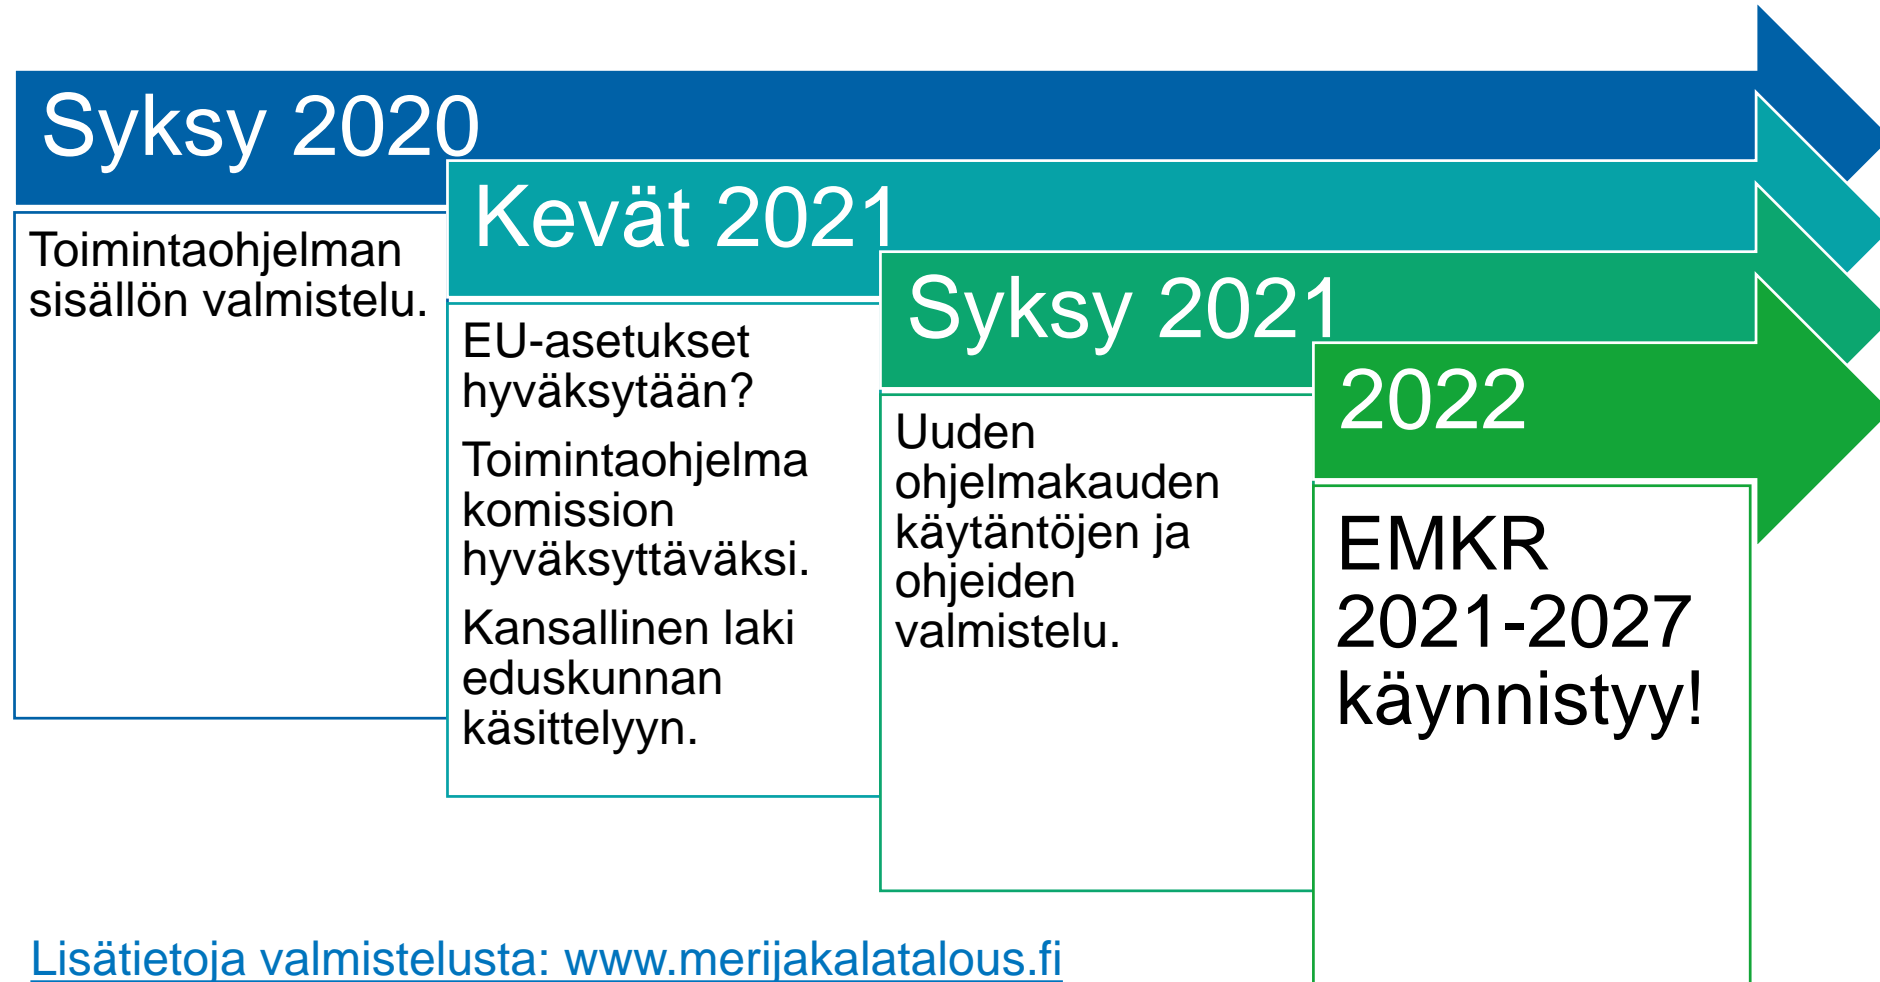 Syksy 2020
Toimintaohjelman
sisällön valmistelu.
Kevät 2021
EU-asetukset
hyväksytään?
Toimintaohjelma
komission
hyväksyttäväksi.
Kansallinen laki
eduskunnan
käsittelyyn.
Syksy 2021
Uuden
ohjelmakauden
käytäntöjen ja
ohjeiden
valmistelu.
2022
EMKR
2021-2027
käynnistyy!
Lisätietoja valmistelusta: www.merijakalatalous.fi